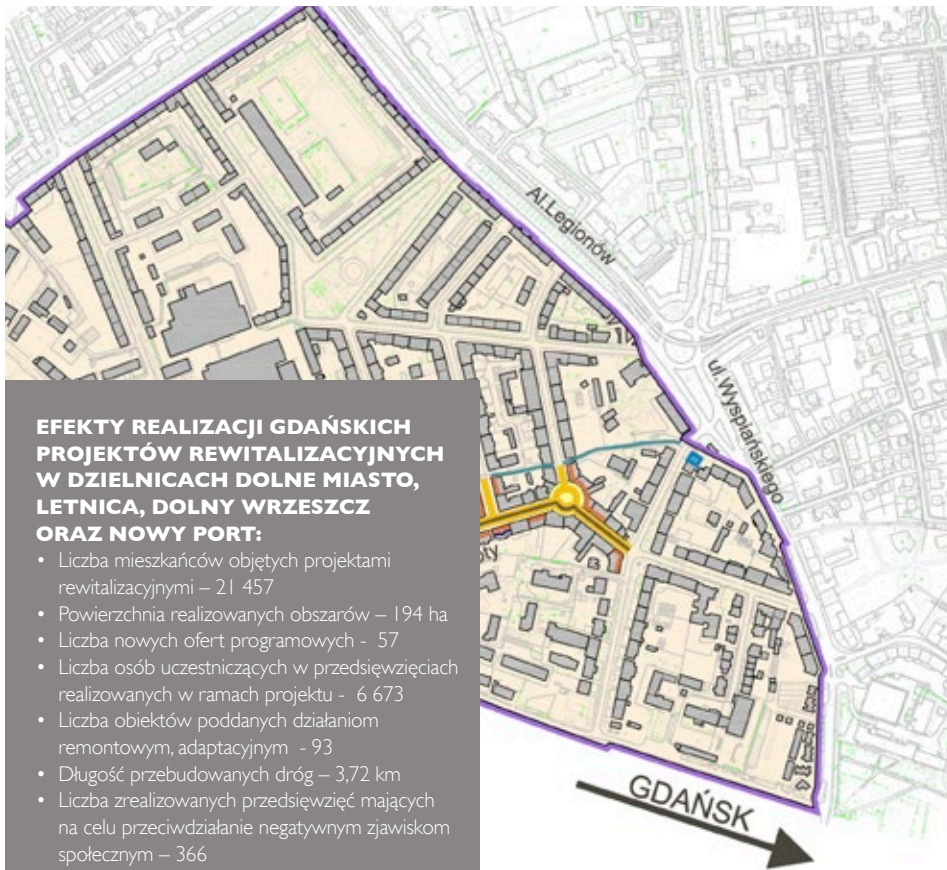 Al.Legionów
ul.Wyspiańskiego
EFEKTY REALIZACJI GDAŃSKICH
PROJEKTÓW REWITALIZACYJNYCH
W DZIELNICACH DOLNE MIASTO,
LETNICA, DOLNY WRZESZCZ
ORAZ NOWY PORT:
• Liczba mieszkańców objętych projektami
rewitalizacyjnymi – 21 457
• Powierzchnia realizowanych obszarów – 194 ha
• Liczba nowych ofert programowych - 57
• Liczba osób uczestniczących w przedsięwzięciach
realizowanych w ramach projektu - 6 673
• Liczba obiektów poddanych działaniom
remontowym, adaptacyjnym - 93
• Długość przebudowanych dróg – 3,72 km
• Liczba zrealizowanych przedsięwzięć mających
na celu przeciwdziałanie negatywnym zjawiskom
społecznym – 366
GDAŃSK